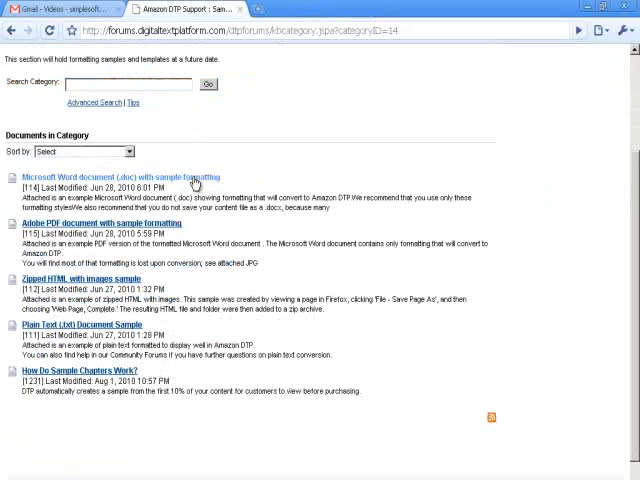 Gmail - Videos - simplesoft...
Amazon DTP Support : Sam...
http://forums.digitaltextplatform.com/dtpforums/kbcategory.jspa?categoryID=14
This section will hold formatting samples and templates at a future date.
Search Category:
Go
Advanced Search | Tips
Documents in Category
Sort by: Select
Microsoft Word document (.doc) with sample formatting
[114] Last Modified: Jun 28, 2010 6:01 PM
Attached is an example Microsoft Word document (.doc) showing formatting that will convert to Amazon DTP.We recommend that you use only these
formatting stylesWe also recommend that you do not save your content file as a .docx, because many
Adobe PDF document with sample formatting
[115] Last Modified: Jun 28, 2010 5:59 PM
Attached is an example PDF version of the formatted Microsoft Word document . The Microsoft Word document contains only formatting that will convert to
Amazon DTP.
You will find most of that formatting is lost upon conversion; see attached JPG
Zipped HTML with images sample
[112] Last Modified: Jun 27, 2010 1:32 PM
Attached is an example of zipped HTML with images. This sample was created by viewing a page in Firefox, clicking 'File - Save Page As', and then
choosing 'Web Page, Complete.' The resulting HTML file and folder were then added to a zip archive.
Plain Text (.txt) Document Sample
[111] Last Modified: Jun 27, 2010 1:28 PM
Attached is an example of plain text formatted to display well in Amazon DTP.
You can also find help in our Community Forums if you have further questions on plain text conversion.
How Do Sample Chapters Work?
[1231] Last Modified: Aug 1, 2010 10:57 PM
DTP automatically creates a sample from the first 10% of your content for customers to view before purchasing.